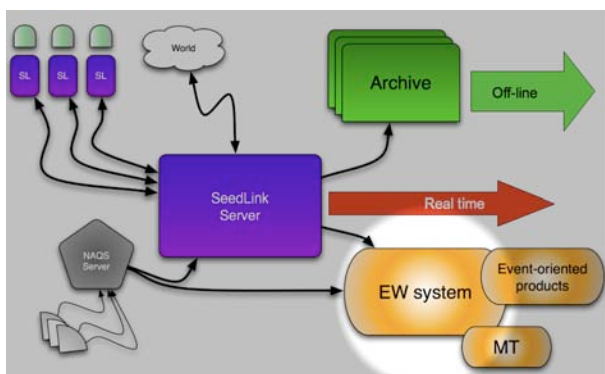 World
SL
SL
SL
Archive
Off-line
SeedLink
Server
Real time
NAQS
Server
Event-oriented
products
EW system
MT